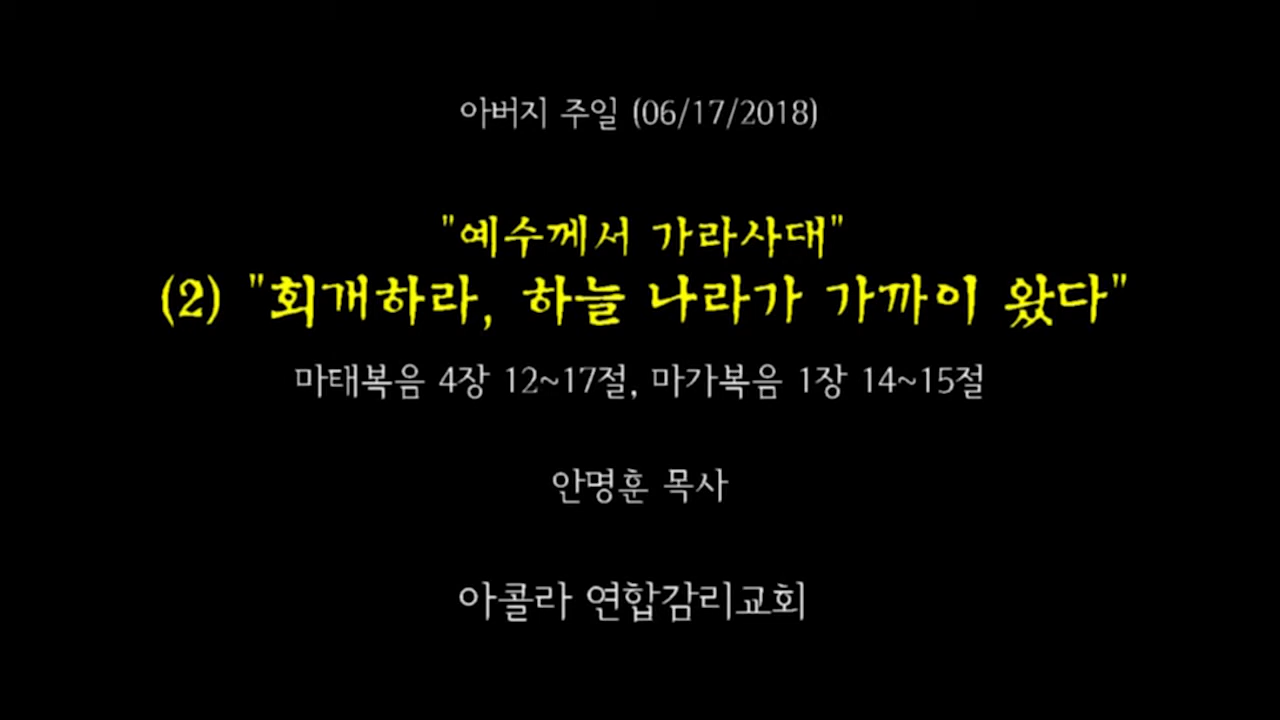 아버지 주일 (06/17/2018)
"예수께서 가라사대"
(2) "회개하라, 하늘 나라가 가까이 왔다"
마태복음 4장 12~17절, 마가복음 1장 14~15절
안명훈 목사
아콜라 연합감리교회